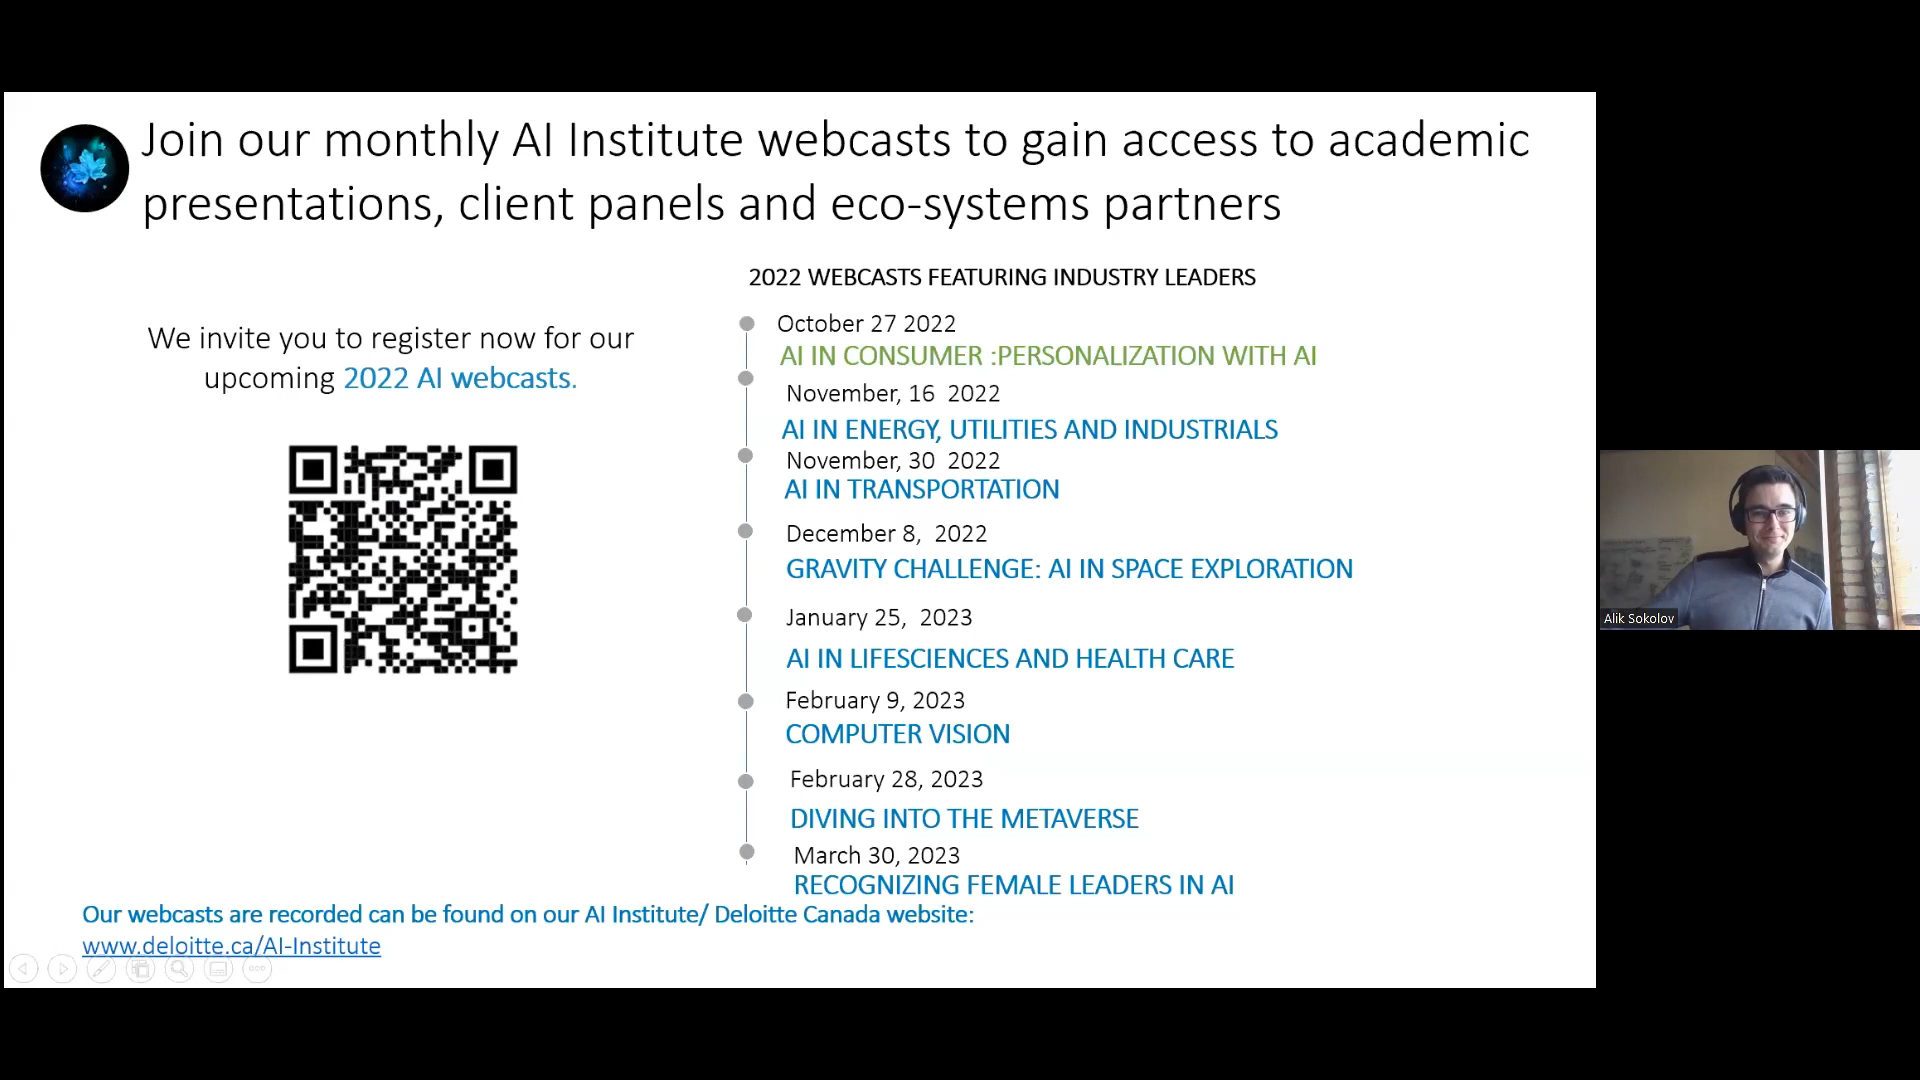 Join our monthly AI Institute webcasts to gain access to academic
presentations, client panels and eco-systems partners
We invite you to register now for our
upcoming 2022 AI webcasts.
2022 WEBCASTS FEATURING INDUSTRY LEADERS
October 27 2022
AI IN CONSUMER :PERSONALIZATION WITH AI
November, 16 2022
AI IN ENERGY, UTILITIES AND INDUSTRIALS
November, 30 2022
AI IN TRANSPORTATION
December 8, 2022
GRAVITY CHALLENGE: AI IN SPACE EXPLORATION
January 25, 2023
AI IN LIFESCIENCES AND HEALTH CARE
February 9, 2023
COMPUTER VISION
February 28, 2023
DIVING INTO THE METAVERSE
March 30, 2023
RECOGNIZING FEMALE LEADERS IN AI
Our webcasts are recorded can be found on our AI Institute/ Deloitte Canada website:
www.deloitte.ca/AI-Institute
Alik Sokolov